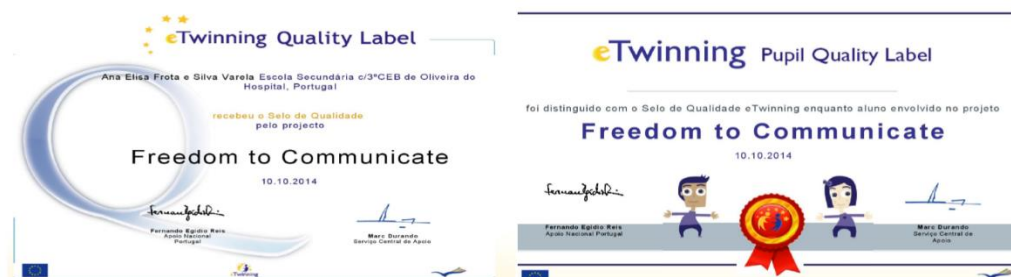 eTwinning Quality Label
Ana Elisa Frota e Silva Varela Escola Secundária c/3ºCEB de Oliveira do
Hospital, Portugal
recebeu o Selo de Qualidade
pelo projecto
Freedom to Communicate
10.10.2014
Fernando Egidio Reis
Apoio Nacional
Portugal
Marc Durando
Serviço Central de Apoio
eTwinning
eTwinning Pupil Quality Label
foi distinguido com o Selo de Qualidade eTwinning enquanto aluno envolvido no projeto
Freedom to Communicate
10.10.2014
Fernando Egidio Reis
Apoio Nacional Portugal
Marc Durando
Serviço Central de
Apoio